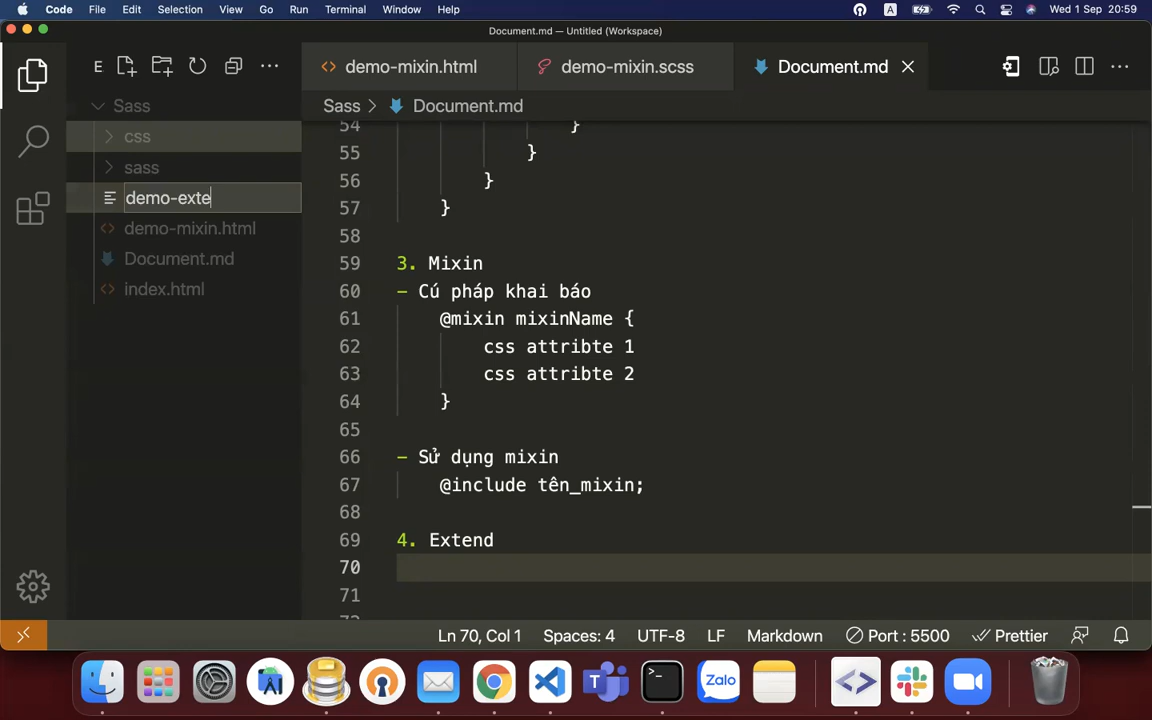 Code File Edit Selection View Go Run Terminal Window Help A Wed 1 Sep 20:59
Document.md — Untitled (Workspace)
E
demo-mixin.html
demo-mixin.scss
Document.md
Sass
Sass > Document.md
css
sass
demo-exte
demo-mixin.html
Document.md
index.html
54 }
55 }
56 }
57 }
58
59 3. Mixin
60 - Cú pháp khai báo
61 @mixin mixinName {
62 css attribte 1
63 css attribte 2
64 }
65
66 - Sử dụng mixin
67 @include tên_mixin;
68
69 4. Extend
70
71
Ln 70, Col 1 Spaces: 4 UTF-8 LF Markdown Port : 5500 Prettier
Zalo